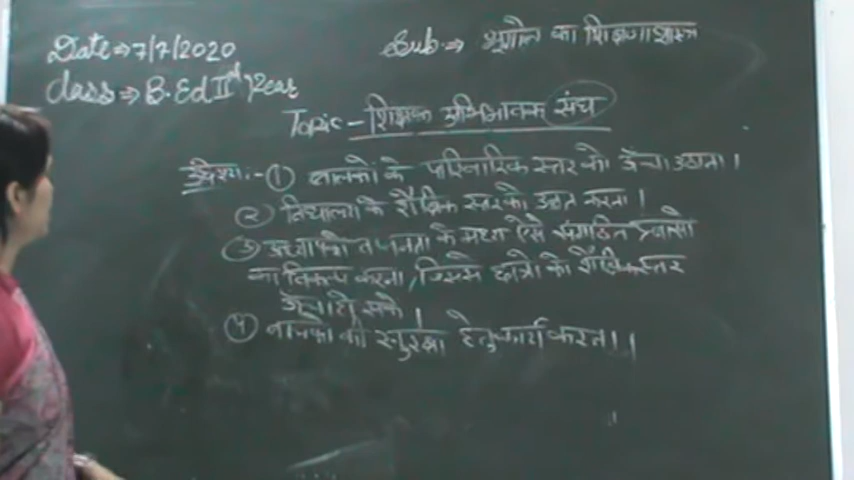 Date→7/7/2020
Sub→ भूगोल का शिक्षणशास्त्र
Class→ B.Ed IInd Year
Topic- शिक्षक अभिभावक संघ
उद्देश्य:- ① बालकों के पारिवारिक स्तर को ऊँचा उठाना।
② विद्यालय के शैक्षिक स्तर को उन्नत करना।
③ अध्यापको व जनता के मध्य ऐसे संगठित प्रयासो
का विकल्प करना, जिससे छात्रो का शैक्षिक स्तर
ऊँचा हो सके।
④ बालको की सुरक्षा हेतु कार्य करना।